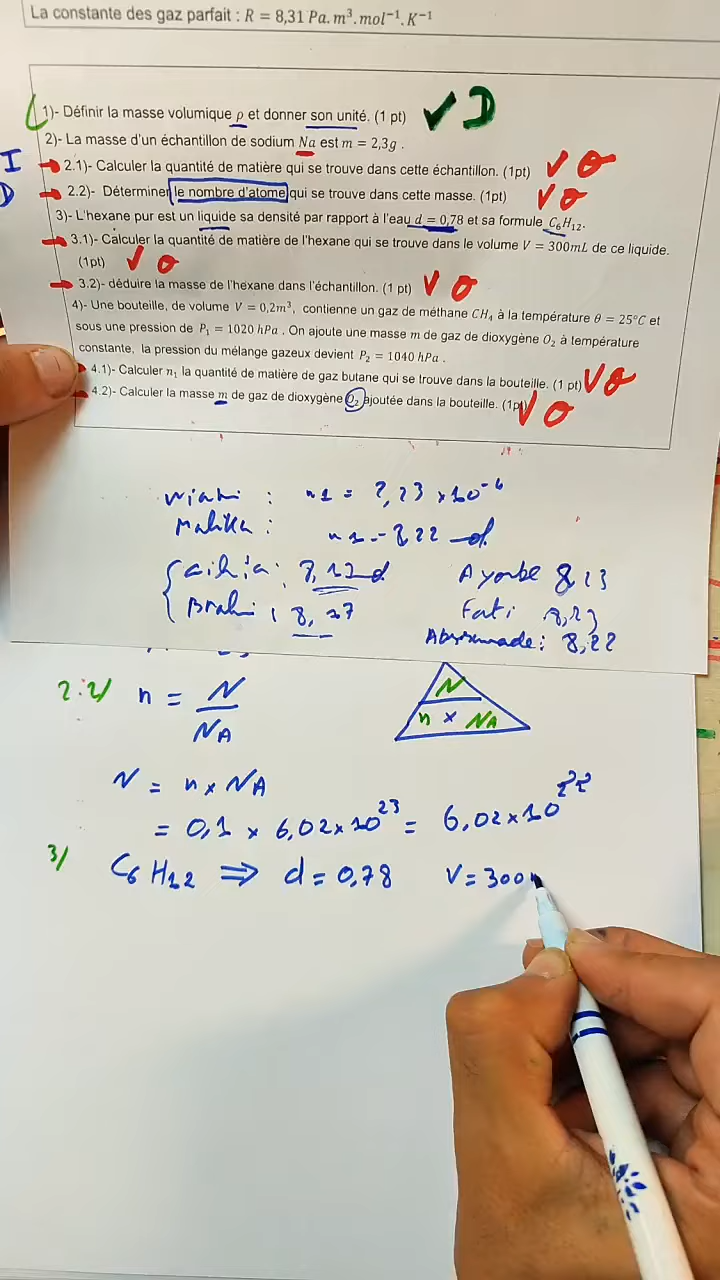 La constante des gaz parfait : R = 8,31 Pa. m³. mol⁻¹. K⁻¹
1)- Définir la masse volumique ρ et donner son unité. (1 pt) D
2)- La masse d'un échantillon de sodium Na est m = 2,3g .
I 2.1)- Calculer la quantité de matière qui se trouve dans cette échantillon. (1pt)
D 2.2)- Déterminer le nombre d'atome qui se trouve dans cette masse. (1pt)
3)- L'hexane pur est un liquide sa densité par rapport à l'eau d = 0,78 et sa formule C₆H₁₂.
3.1)- Calculer la quantité de matière de l'hexane qui se trouve dans le volume V = 300mL de ce liquide.
(1pt)
3.2)- déduire la masse de l'hexane dans l'échantillon. (1 pt)
4)- Une bouteille, de volume V = 0,2m³, contienne un gaz de méthane CH₄ à la température θ = 25°C et
sous une pression de P₁ = 1020 hPa . On ajoute une masse m de gaz de dioxygène O₂ à température
constante, la pression du mélange gazeux devient P₂ = 1040 hPa .
4.1)- Calculer n₁ la quantité de matière de gaz butane qui se trouve dans la bouteille. (1 pt)
4.2)- Calculer la masse m de gaz de dioxygène O₂ ajoutée dans la bouteille. (1pt)
Malika :
Ayoube 8,23
Fati 8,23
8,22
2.2/ n = N / N_A
N
n × N_A
N = n × N_A
= 0,1 × 6,02 × 10²³ = 6,02 × 10²²
3/ C₆H₁₂ ⇒ d = 0,78 V = 300